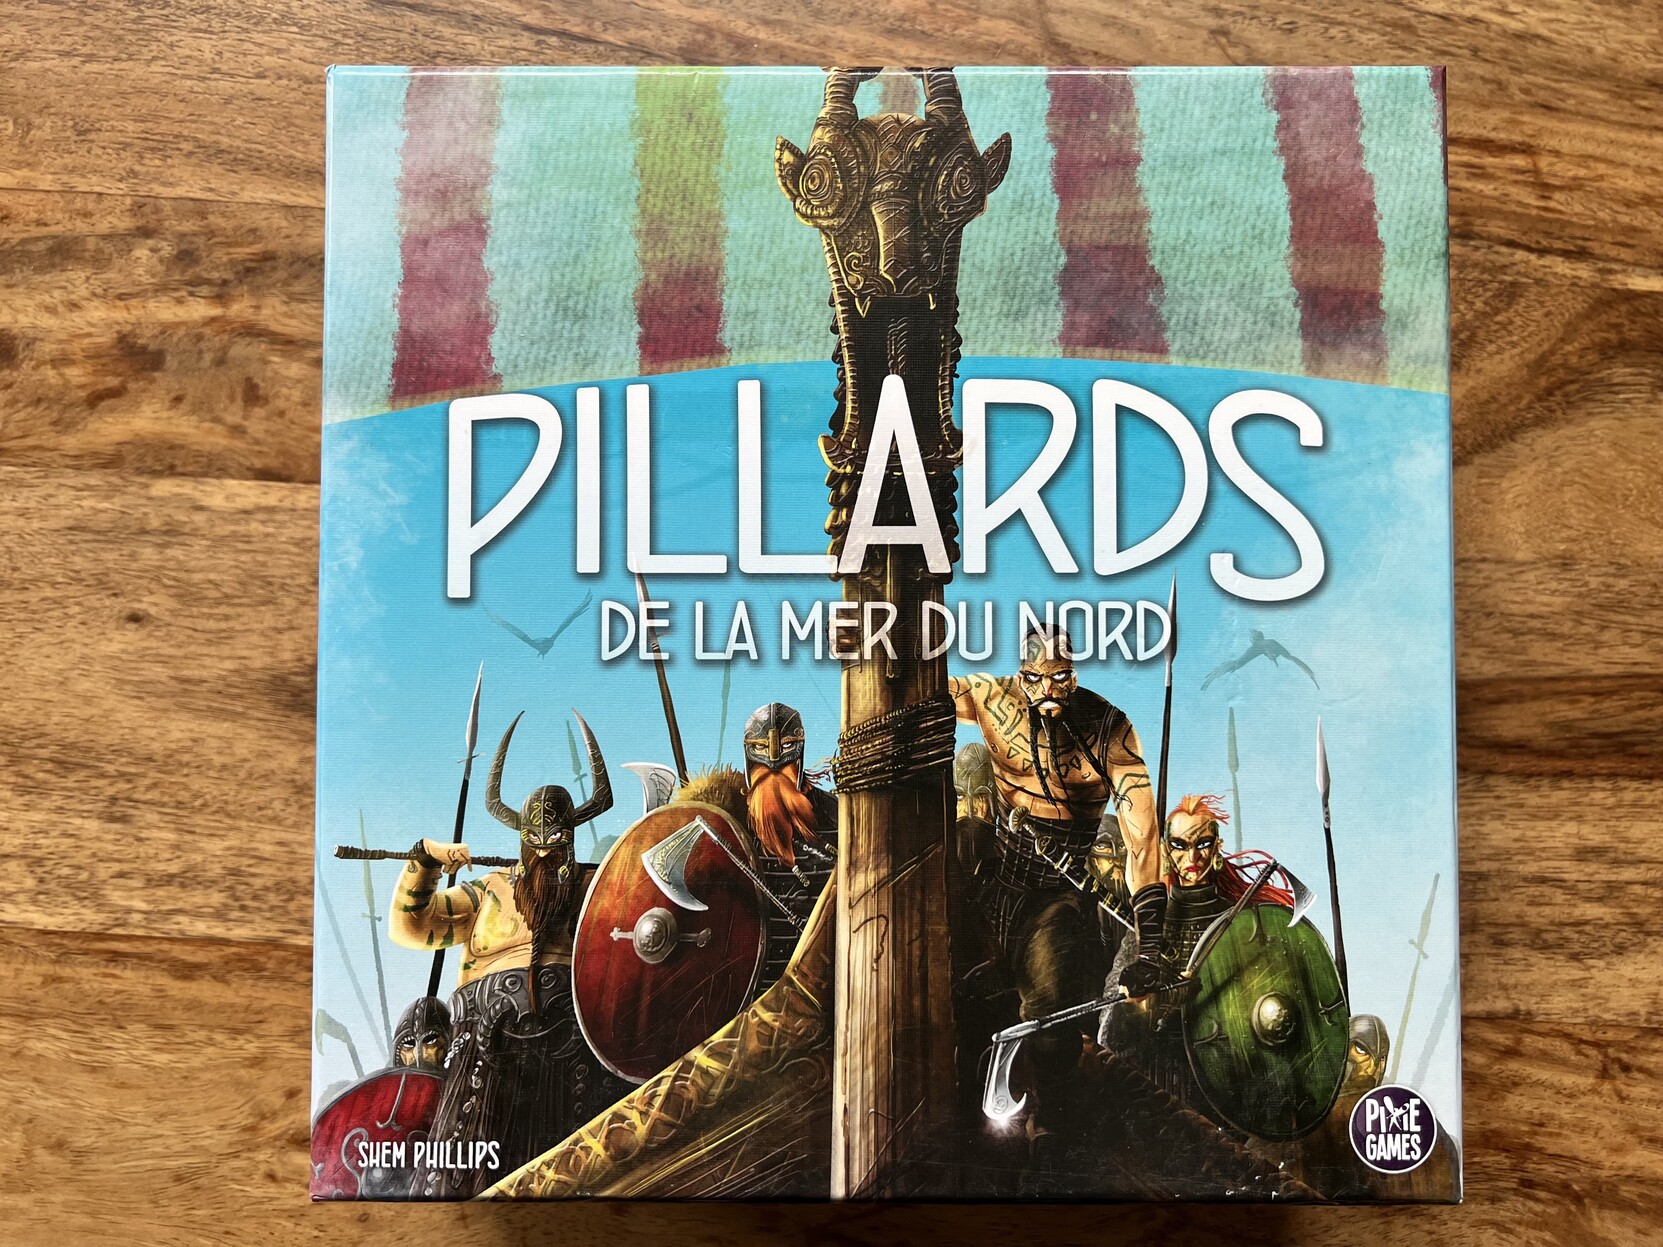 PILLARDS
DE LA MER DU NORD
SHEM PHILLIPS
PIXIE
GAMES